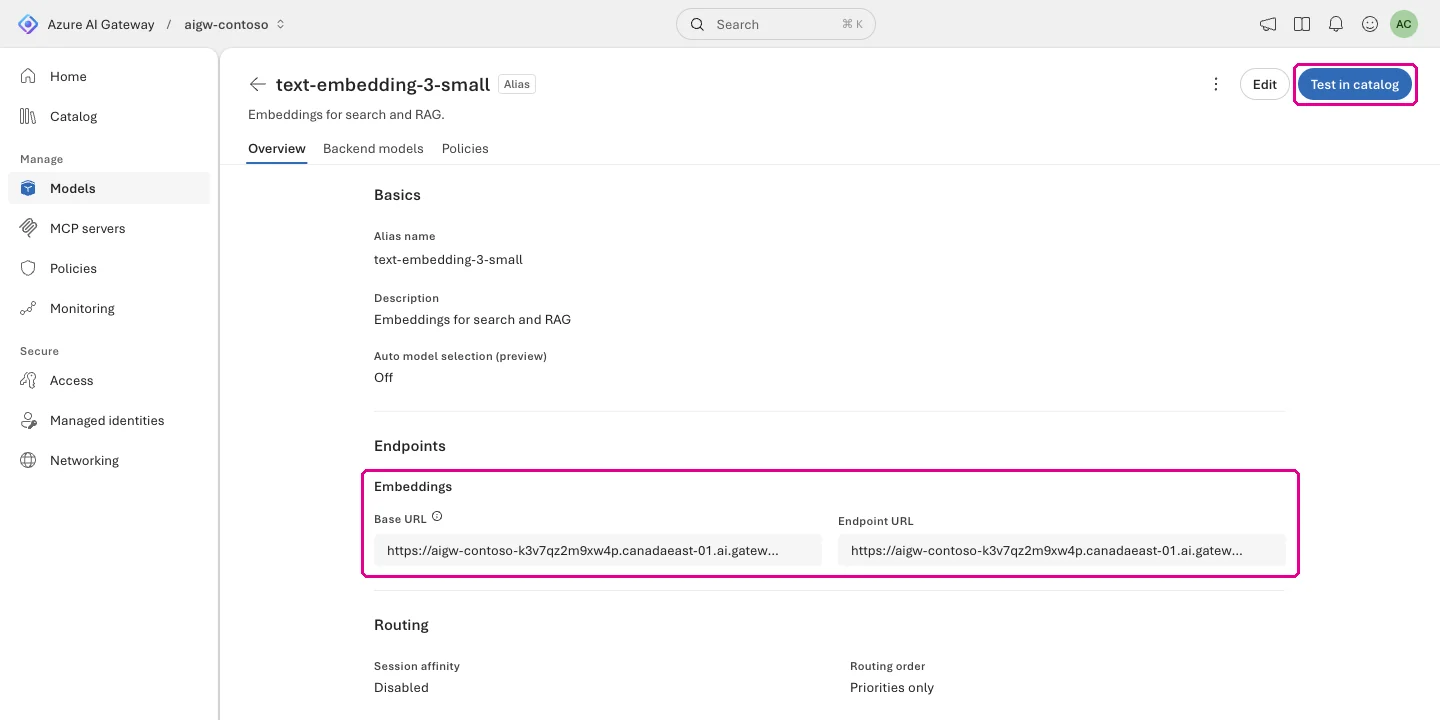 Azure AI Gateway / aigw-contoso
Search ⌘ K
AC
Home
Catalog
Manage
Models
MCP servers
Policies
Monitoring
Secure
Access
Managed identities
Networking
text-embedding-3-small Alias
Edit
Test in catalog
Embeddings for search and RAG.
Overview Backend models Policies
Basics
Alias name
text-embedding-3-small
Description
Embeddings for search and RAG
Auto model selection (preview)
Off
Endpoints
Embeddings
Base URL
https://aigw-contoso-k3v7qz2m9xw4p.canadaeast-01.ai.gatew...
Endpoint URL
https://aigw-contoso-k3v7qz2m9xw4p.canadaeast-01.ai.gatew...
Routing
Session affinity
Disabled
Routing order
Priorities only